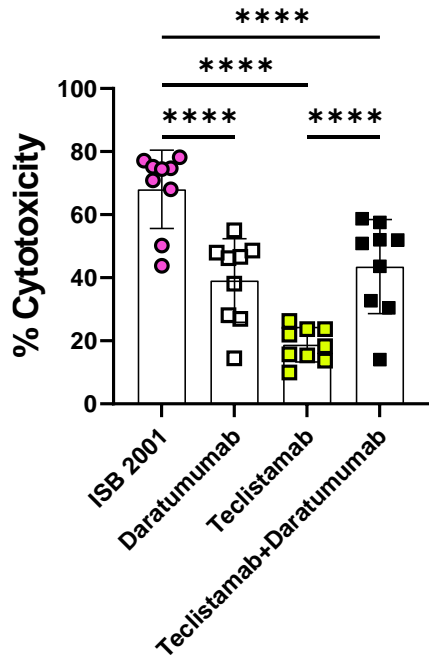 ****
****
**** ****
100
80
60
40
20
0
% Cytotoxicity
ISB 2001
Daratumumab
Teclistamab
Teclistamab+Daratumumab